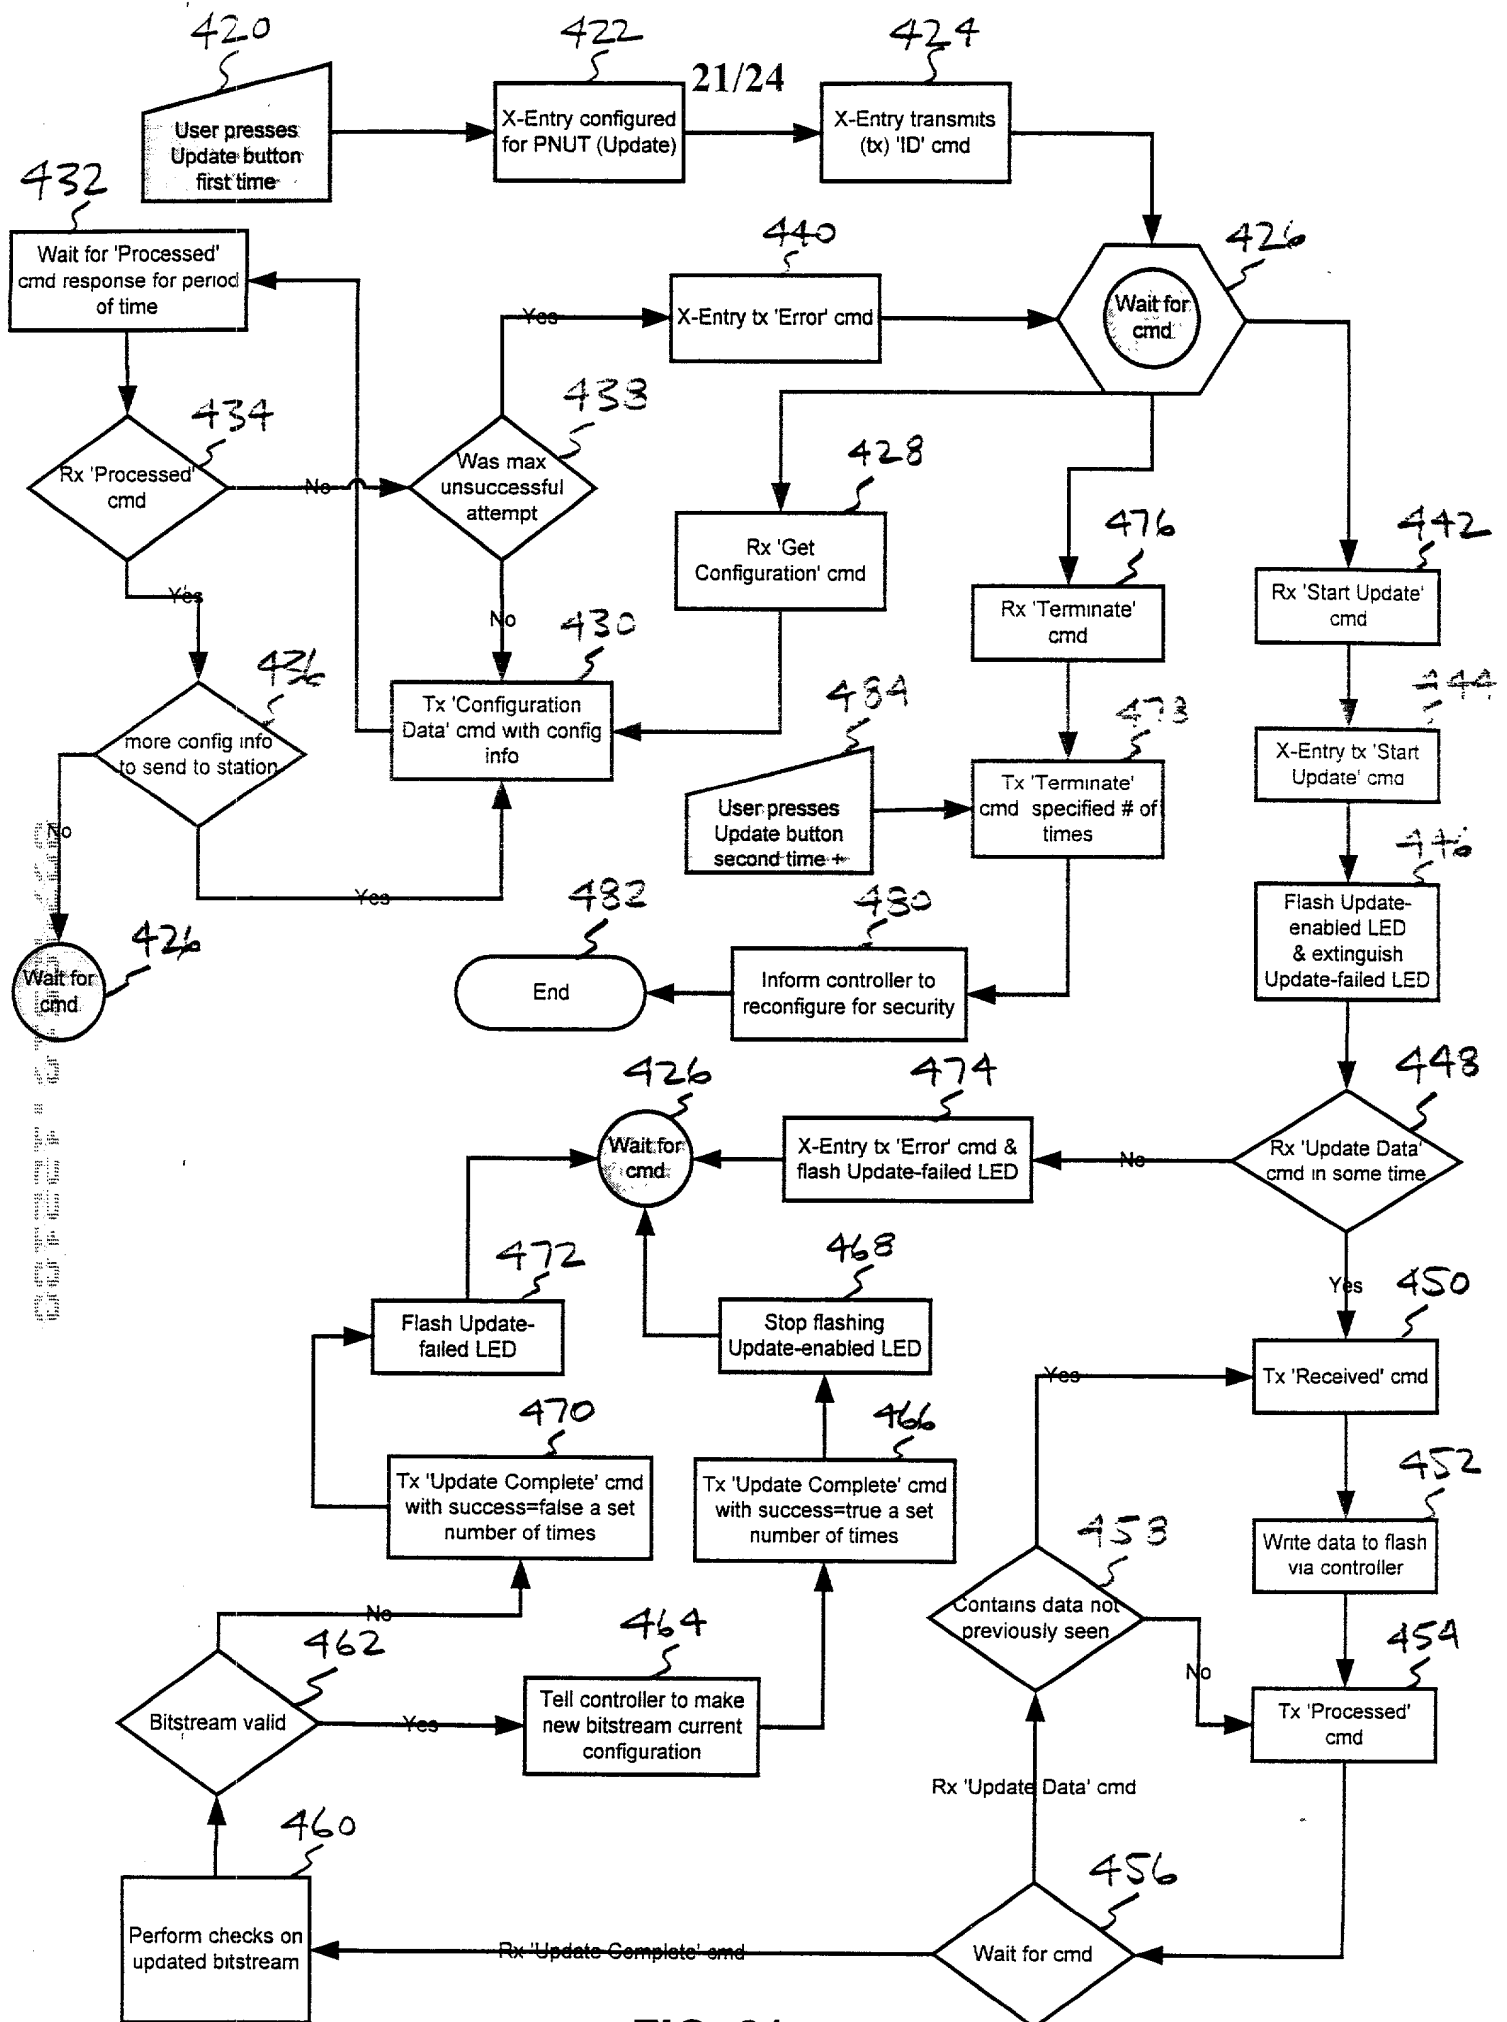 420
422
424
21/24
User presses
Update button
first time
X-Entry configured
for PNUT (Update)
X-Entry transmits
(tx) 'ID' cmd
432
Wait for 'Processed'
cmd response for period
of time
440
426
Yes
X-Entry tx 'Error' cmd
Wait for
cmd
434
438
Rx 'Processed'
cmd
No
Was max
unsuccessful
attempt
428
Rx 'Get
Configuration' cmd
476
442
Rx 'Terminate'
cmd
Rx 'Start Update'
cmd
Yes
No
430
Tx 'Configuration
Data' cmd with config
info
more config info
to send to station
484
478
444
X-Entry tx 'Start
Update' cmd
User presses
Update button
second time +
Tx 'Terminate'
cmd specified # of
times
No
Yes
446
Flash Update-
enabled LED
& extinguish
Update-failed LED
426
Wait for
cmd
482
480
End
Inform controller to
reconfigure for security
426
474
448
Wait for
cmd
X-Entry tx 'Error' cmd &
flash Update-failed LED
No
Rx 'Update Data'
cmd in some time
472
468
Yes
450
Flash Update-
failed LED
Stop flashing
Update-enabled LED
Yes
Tx 'Received' cmd
470
466
452
Tx 'Update Complete' cmd
with success=false a set
number of times
Tx 'Update Complete' cmd
with success=true a set
number of times
458
Write data to flash
via controller
Contains data not
previously seen
No
462
464
454
No
Bitstream valid
Yes
Tell controller to make
new bitstream current
configuration
Tx 'Processed'
cmd
Rx 'Update Data' cmd
460
456
Perform checks on
updated bitstream
Rx 'Update Complete' cmd
Wait for cmd